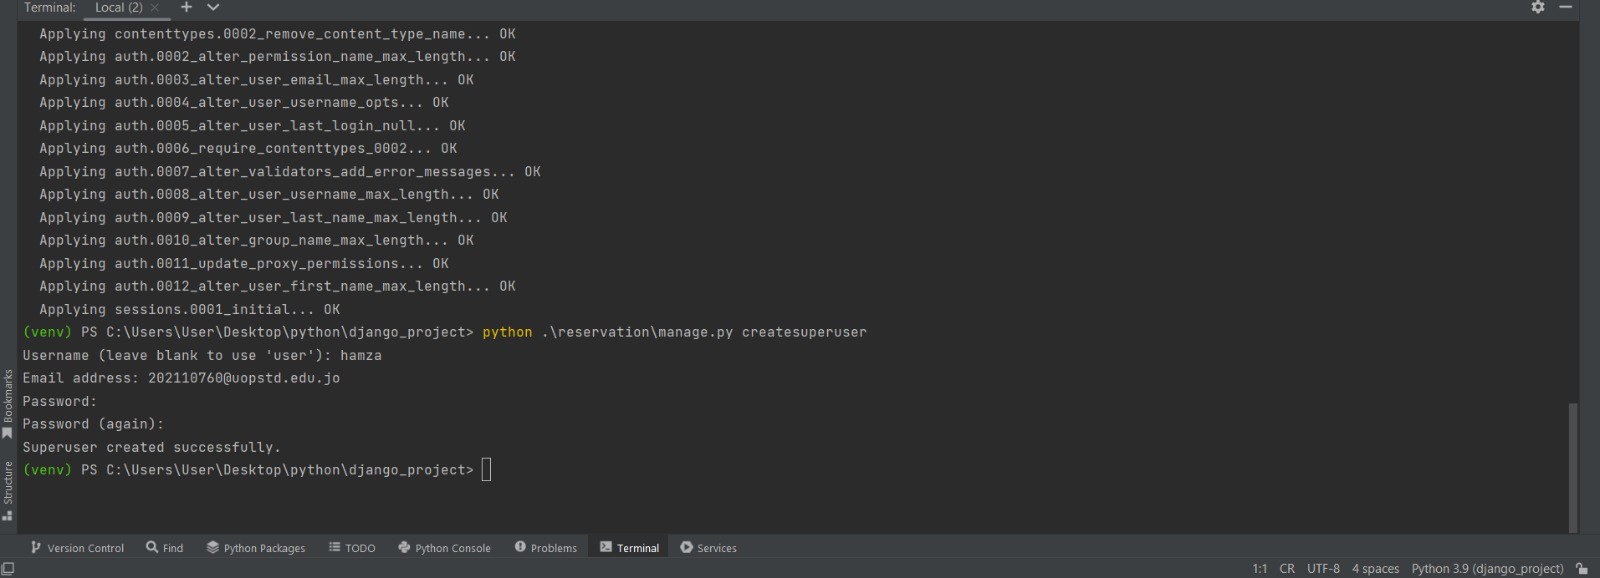 Terminal: Local (2)
Applying contenttypes.0002_remove_content_type_name... OK
Applying auth.0002_alter_permission_name_max_length... OK
Applying auth.0003_alter_user_email_max_length... OK
Applying auth.0004_alter_user_username_opts... OK
Applying auth.0005_alter_user_last_login_null... OK
Applying auth.0006_require_contenttypes_0002... OK
Applying auth.0007_alter_validators_add_error_messages... OK
Applying auth.0008_alter_user_username_max_length... OK
Applying auth.0009_alter_user_last_name_max_length... OK
Applying auth.0010_alter_group_name_max_length... OK
Applying auth.0011_update_proxy_permissions... OK
Applying auth.0012_alter_user_first_name_max_length... OK
Applying sessions.0001_initial... OK
(venv) PS C:\Users\User\Desktop\python\django_project> python .\reservation\manage.py createsuperuser
Username (leave blank to use 'user'): hamza
Email address: 202110760@uopstd.edu.jo
Password:
Password (again):
Superuser created successfully.
(venv) PS C:\Users\User\Desktop\python\django_project>
Bookmarks
Structure
Version Control Find Python Packages TODO Python Console Problems Terminal Services
1:1 CR UTF-8 4 spaces Python 3.9 (django_project)